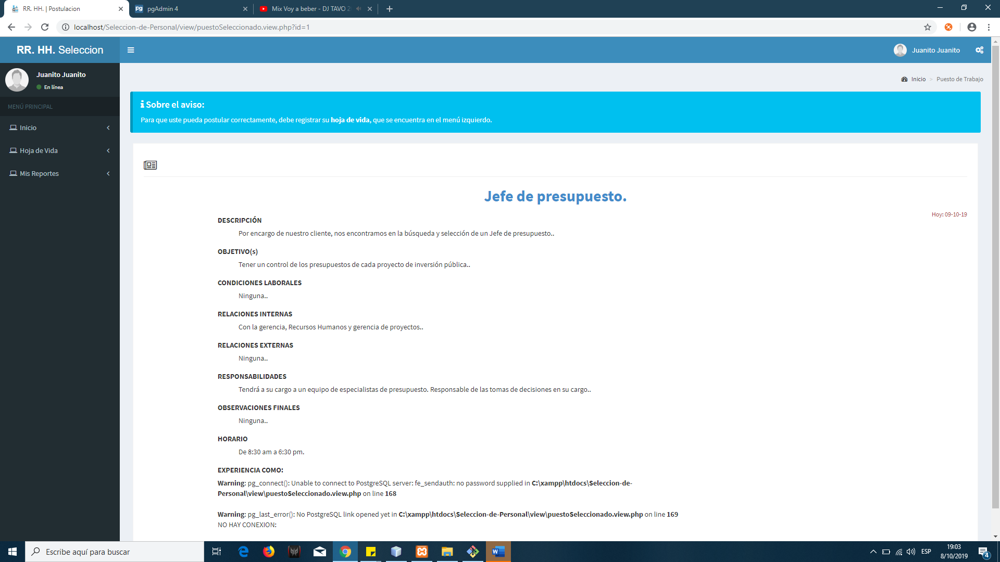 RR. HH. | Postulacion
pgAdmin 4
Mix Voy a beber - DJ TAVO 2
localhost/Seleccion-de-Personal/view/puestoSeleccionado.view.php?id=1
RR. HH. Seleccion
Juanito Juanito
Juanito Juanito
En línea
Inicio > Puesto de Trabajo
MENÚ PRINCIPAL
Inicio
Hoja de Vida
Mis Reportes
Sobre el aviso:
Para que uste pueda postular correctamente, debe registrar su hoja de vida, que se encuentra en el menú izquierdo.
Jefe de presupuesto.
Hoy: 09-10-19
DESCRIPCIÓN
Por encargo de nuestro cliente, nos encontramos en la búsqueda y selección de un Jefe de presupuesto..
OBJETIVO(s)
Tener un control de los presupuestos de cada proyecto de inversión pública..
CONDICIONES LABORALES
Ninguna..
RELACIONES INTERNAS
Con la gerencia, Recursos Humanos y gerencia de proyectos..
RELACIONES EXTERNAS
Ninguna..
RESPONSABILIDADES
Tendrá a su cargo a un equipo de especialistas de presupuesto. Responsable de las tomas de decisiones en su cargo..
OBSERVACIONES FINALES
Ninguna..
HORARIO
De 8:30 am a 6:30 pm.
EXPERIENCIA COMO:
Warning: pg_connect(): Unable to connect to PostgreSQL server: fe_sendauth: no password supplied in C:\xampp\htdocs\Seleccion-de-
Personal\view\puestoSeleccionado.view.php on line 168
Warning: pg_last_error(): No PostgreSQL link opened yet in C:\xampp\htdocs\Seleccion-de-Personal\view\puestoSeleccionado.view.php on line 169
NO HAY CONEXION:
Escribe aquí para buscar
ESP
19:03
8/10/2019
4